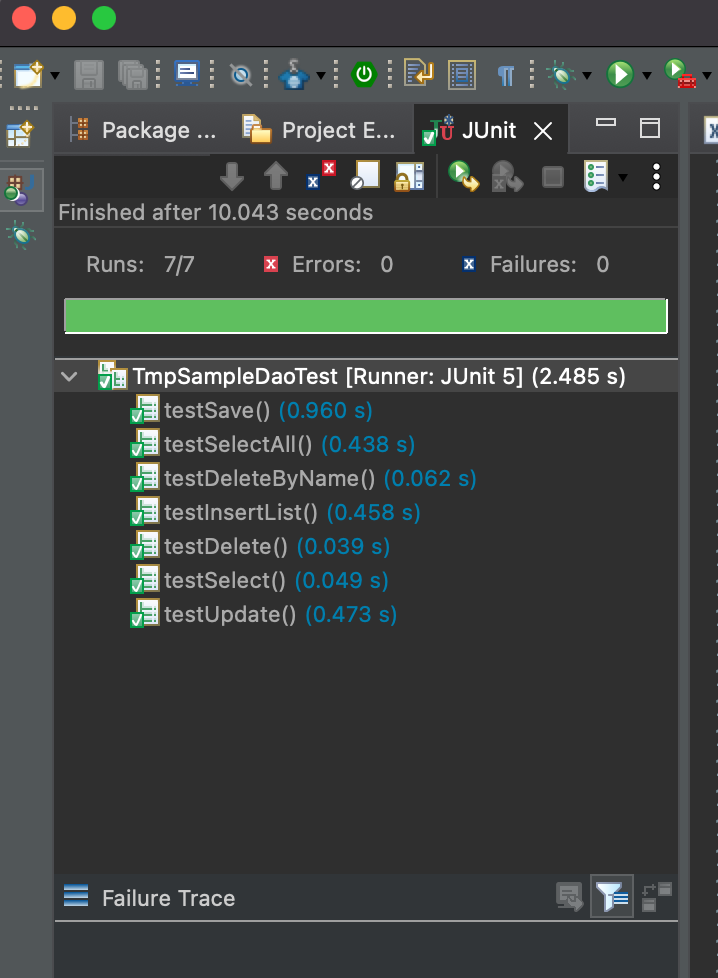 Package ... Project E... JUnit
Finished after 10.043 seconds
Runs: 7/7 Errors: 0 Failures: 0
TmpSampleDaoTest [Runner: JUnit 5] (2.485 s)
testSave() (0.960 s)
testSelectAll() (0.438 s)
testDeleteByName() (0.062 s)
testInsertList() (0.458 s)
testDelete() (0.039 s)
testSelect() (0.049 s)
testUpdate() (0.473 s)
Failure Trace